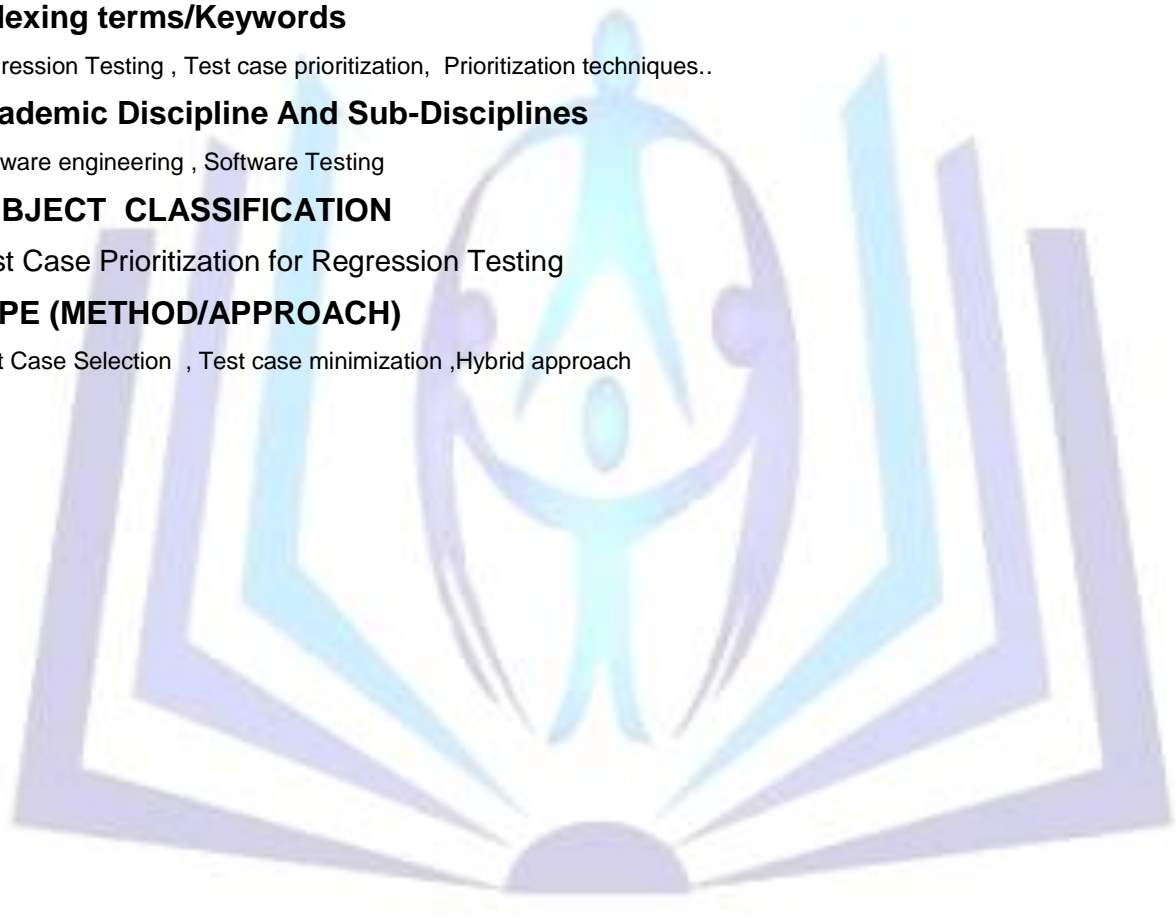 lexing terms/Keywords
ression Testing , Test case prioritization, Prioritization techniques..
ademic Discipline And Sub-Disciplines
ware engineering , Software Testing
BJECT CLASSIFICATION
st Case Prioritization for Regression Testing
PE (METHOD/APPROACH)
t Case Selection , Test case minimization ,Hybrid approach